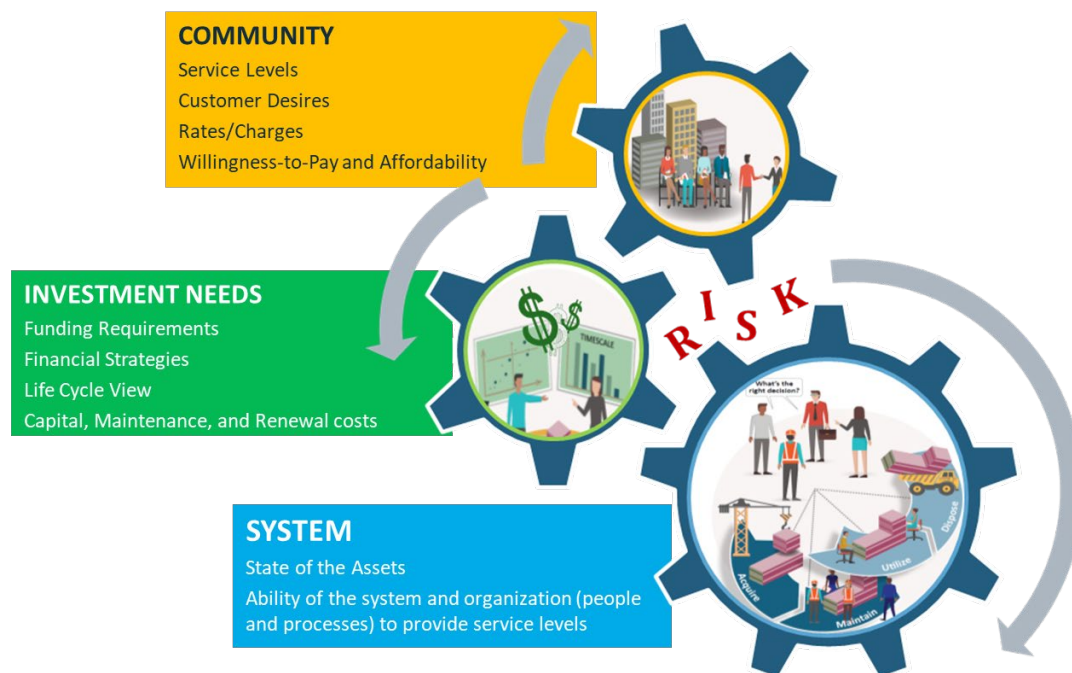 COMMUNITY
Service Levels
Customer Desires
Rates/Charges
Willingness-to-Pay and Affordability
RISK
INVESTMENT NEEDS
Funding Requirements
Financial Strategies
Life Cycle View
Capital, Maintenance, and Renewal costs
TIMESCALE
What's the
right decision?
SYSTEM
State of the Assets
Ability of the system and organization (people
and processes) to provide service levels
Acquire
Utilize
Maintain
Dispose
$
$